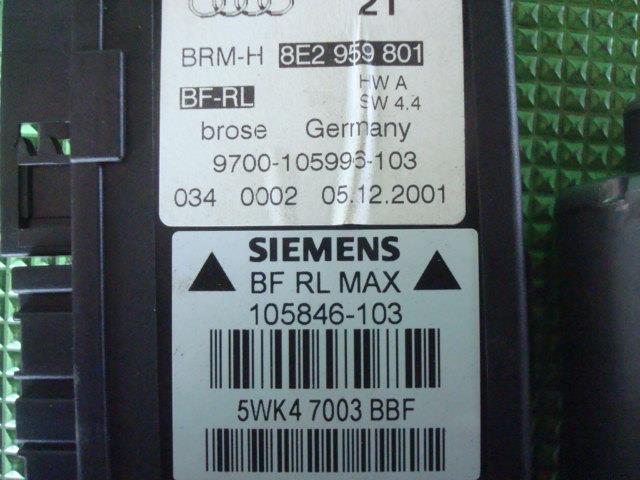 21
BRM-H 8E2 959 801
BF-RL HW A
SW 4.4
brose Germany
9700-105996-103
034 0002 05.12.2001
SIEMENS
BF RL MAX
105846-103
5WK4 7003 BBF